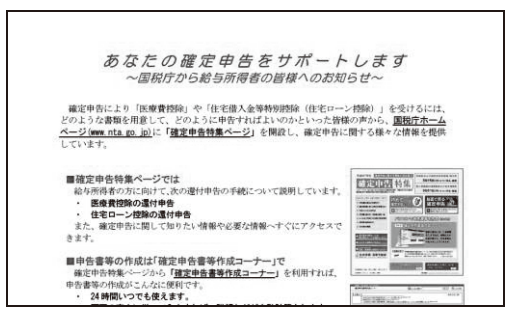 あなたの確定申告をサポートします
～国税庁から給与所得者の皆様へのお知らせ～
確定申告により「医療費控除」や「住宅借入金等特別控除（住宅ローン控除）」を受けるには、
どのような書類を用意して、どのように申告すればよいのかといった皆様の声から、国税庁ホーム
ページ(www.nta.go.jp)に「確定申告特集ページ」を開設し、確定申告に関する様々な情報を提供
しています。
■確定申告特集ページでは
給与所得者の方に向けて、次の還付申告の手続について説明しています。
・ 医療費控除の還付申告
・ 住宅ローン控除の還付申告
また、確定申告に関して知りたい情報や必要な情報へすぐにアクセスで
きます。
確定申告 特集
■申告書等の作成は「確定申告書等作成コーナー」で
確定申告特集ページから「確定申告書等作成コーナー」を利用すれば、
申告書等の作成がこんなに便利です。
・ 24時間いつでも使えます。